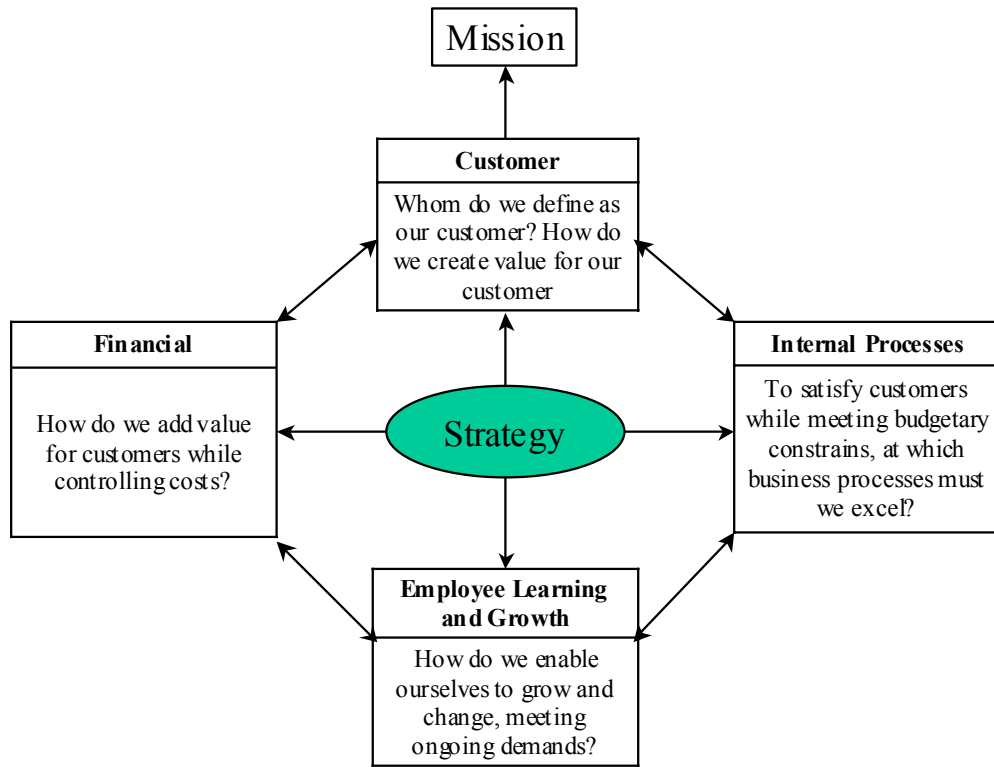 Mission
Customer
Whom do we define as
our customer? How do
we create value for our
customer
Financial
How do we add value
for customers while
controlling costs?
Strategy
Internal Processes
To satisfy customers
while meeting budgetary
constrains, at which
business processes must
we excel?
Employee Learning
and Growth
How do we enable
ourselves to grow and
change, meeting
ongoing demands?